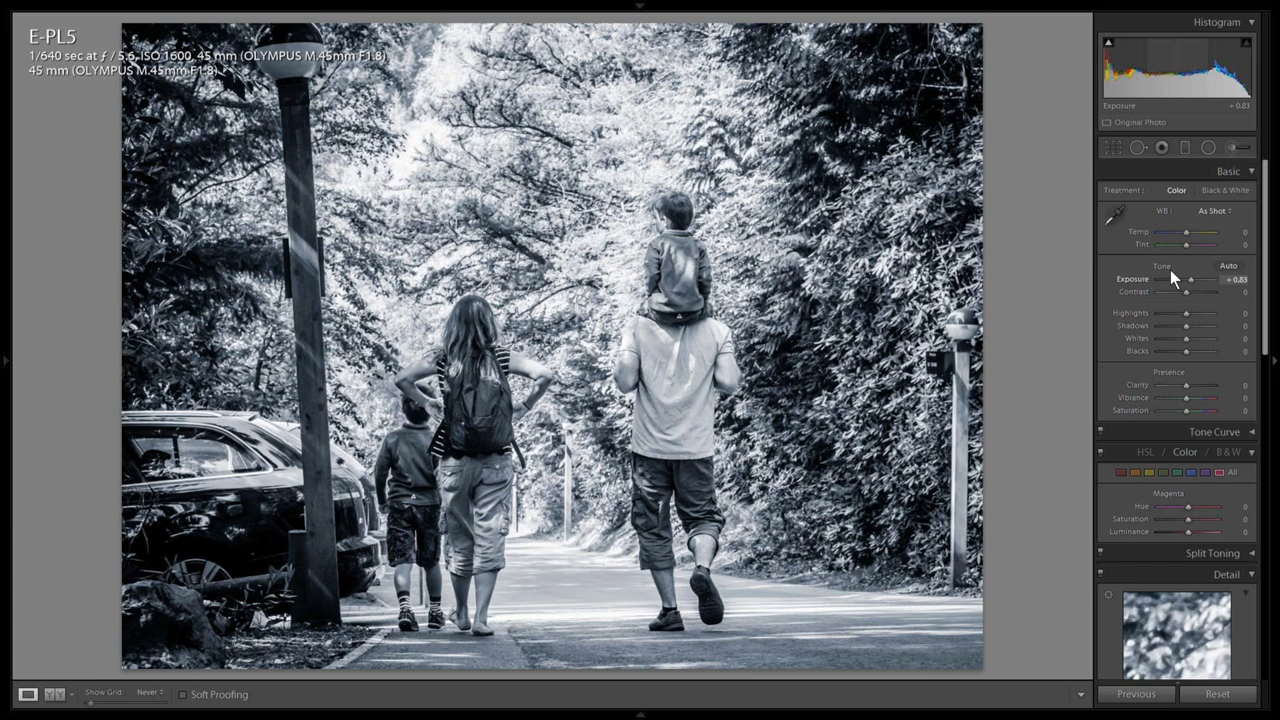 E-PL5
1/640 sec at ƒ / 5.6, ISO 1600, 45 mm (OLYMPUS M.45mm F1.8)
45 mm (OLYMPUS M.45mm F1.8)
Histogram
Exposure + 0.83
Original Photo
Basic
Treatment : Color Black & White
WB : As Shot
Temp 0
Tint 0
Tone Auto
Exposure + 0.83
Contrast 0
Highlights 0
Shadows 0
Whites 0
Blacks 0
Presence
Clarity 0
Vibrance 0
Saturation 0
Tone Curve
HSL / Color / B & W
All
Magenta
Hue 0
Saturation 0
Luminance 0
Split Toning
Detail
Show Grid: Never Soft Proofing
Previous Reset